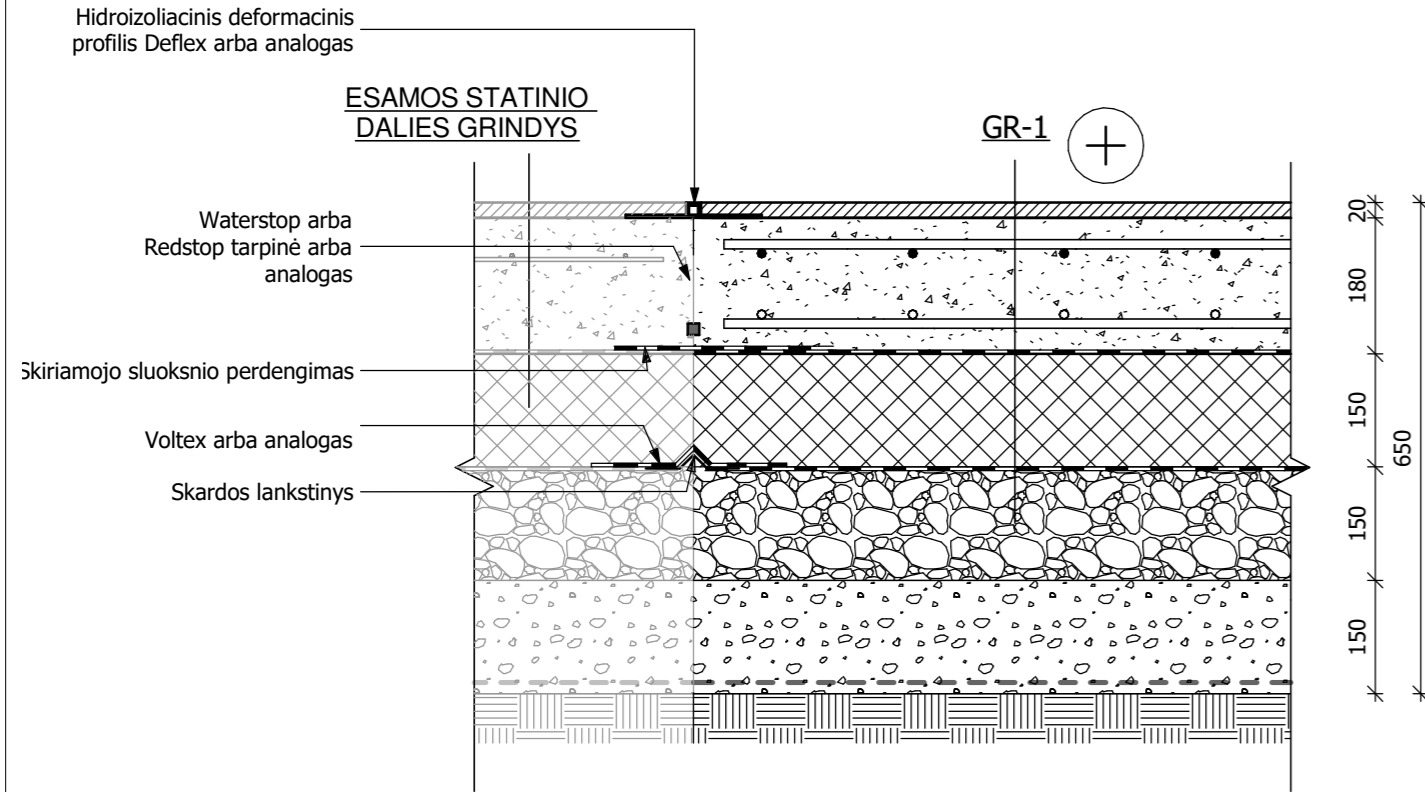 Hidroizoliacinis deformacinis
profilis Deflex arba analogas
ESAMOS STATINIO
DALIES GRINDYS
GR-1
Waterstop arba
Redstop tarpinė arba
analogas
Skiriamojo sluoksnio perdengimas
Voltex arba analogas
Skardos lankstinys
20
180
150
150
150
650